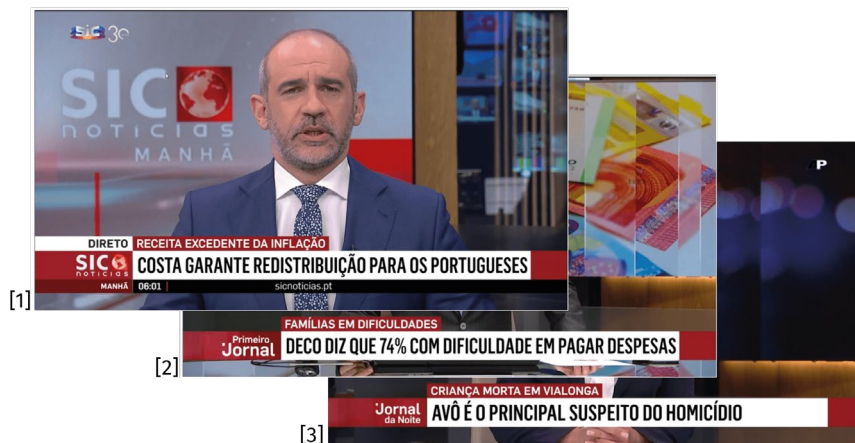 SIC 30
SIC
NOTÍCIAS
MANHÃ
DIRETO RECEITA EXCEDENTE DA INFLAÇÃO
SIC
NOTÍCIAS
COSTA GARANTE REDISTRIBUIÇÃO PARA OS PORTUGUESES
MANHÃ 06:01 sicnoticias.pt
[1]
FAMÍLIAS EM DIFICULDADES
Primeiro
Jornal
DECO DIZ QUE 74% COM DIFICULDADE EM PAGAR DESPESAS
[2]
CRIANÇA MORTA EM VIALONGA
Jornal
da Noite
AVÔ É O PRINCIPAL SUSPEITO DO HOMICÍDIO
[3]